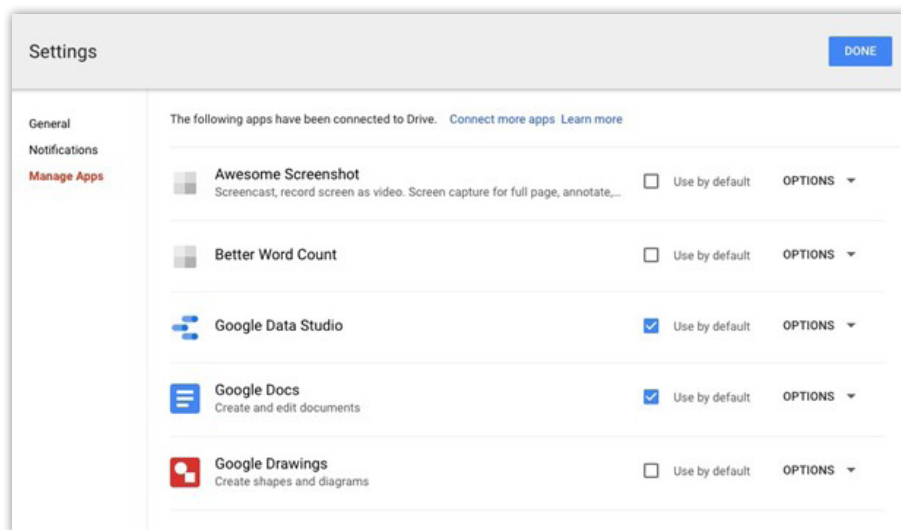 Settings
DONE
General
Notifications
Manage Apps
The following apps have been connected to Drive. Connect more apps Learn more
Awesome Screenshot
Screencast, record screen as video. Screen capture for full page, annotate,...
Use by default
OPTIONS
Better Word Count
Use by default
OPTIONS
Google Data Studio
Use by default
OPTIONS
Google Docs
Create and edit documents
Use by default
OPTIONS
Google Drawings
Create shapes and diagrams
Use by default
OPTIONS